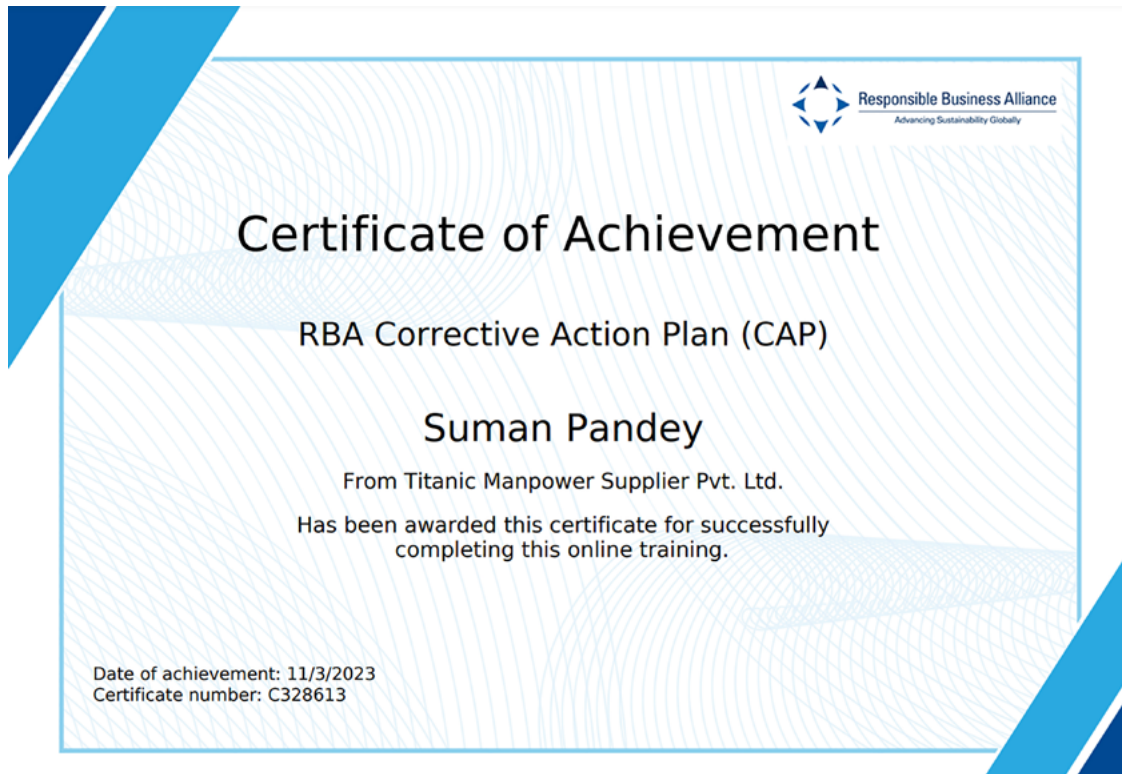 Responsible Business Alliance
Advancing Sustainability Globally
Certificate of Achievement
RBA Corrective Action Plan (CAP)
Suman Pandey
From Titanic Manpower Supplier Pvt. Ltd.
Has been awarded this certificate for successfully
completing this online training.
Date of achievement: 11/3/2023
Certificate number: C328613